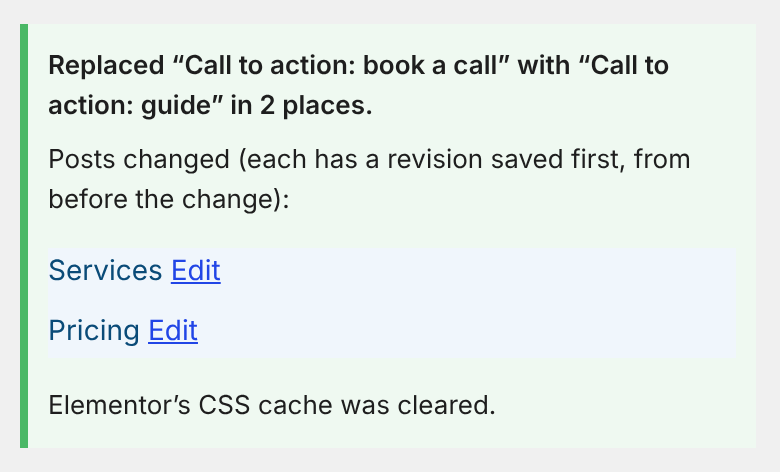 Replaced “Call to action: book a call” with “Call to
action: guide” in 2 places.
Posts changed (each has a revision saved first, from
before the change):
Services Edit
Pricing Edit
Elementor’s CSS cache was cleared.